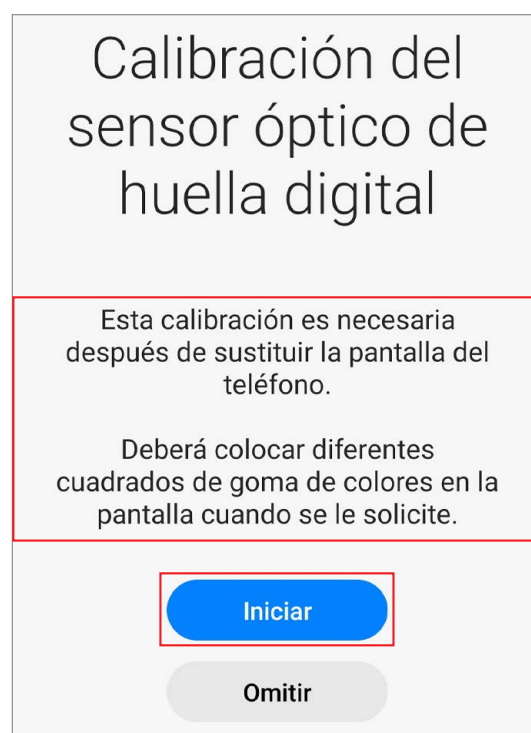 Calibración del
sensor óptico de
huella digital
Esta calibración es necesaria
después de sustituir la pantalla del
teléfono.
Deberá colocar diferentes
cuadrados de goma de colores en la
pantalla cuando se le solicite.
Iniciar
Omitir